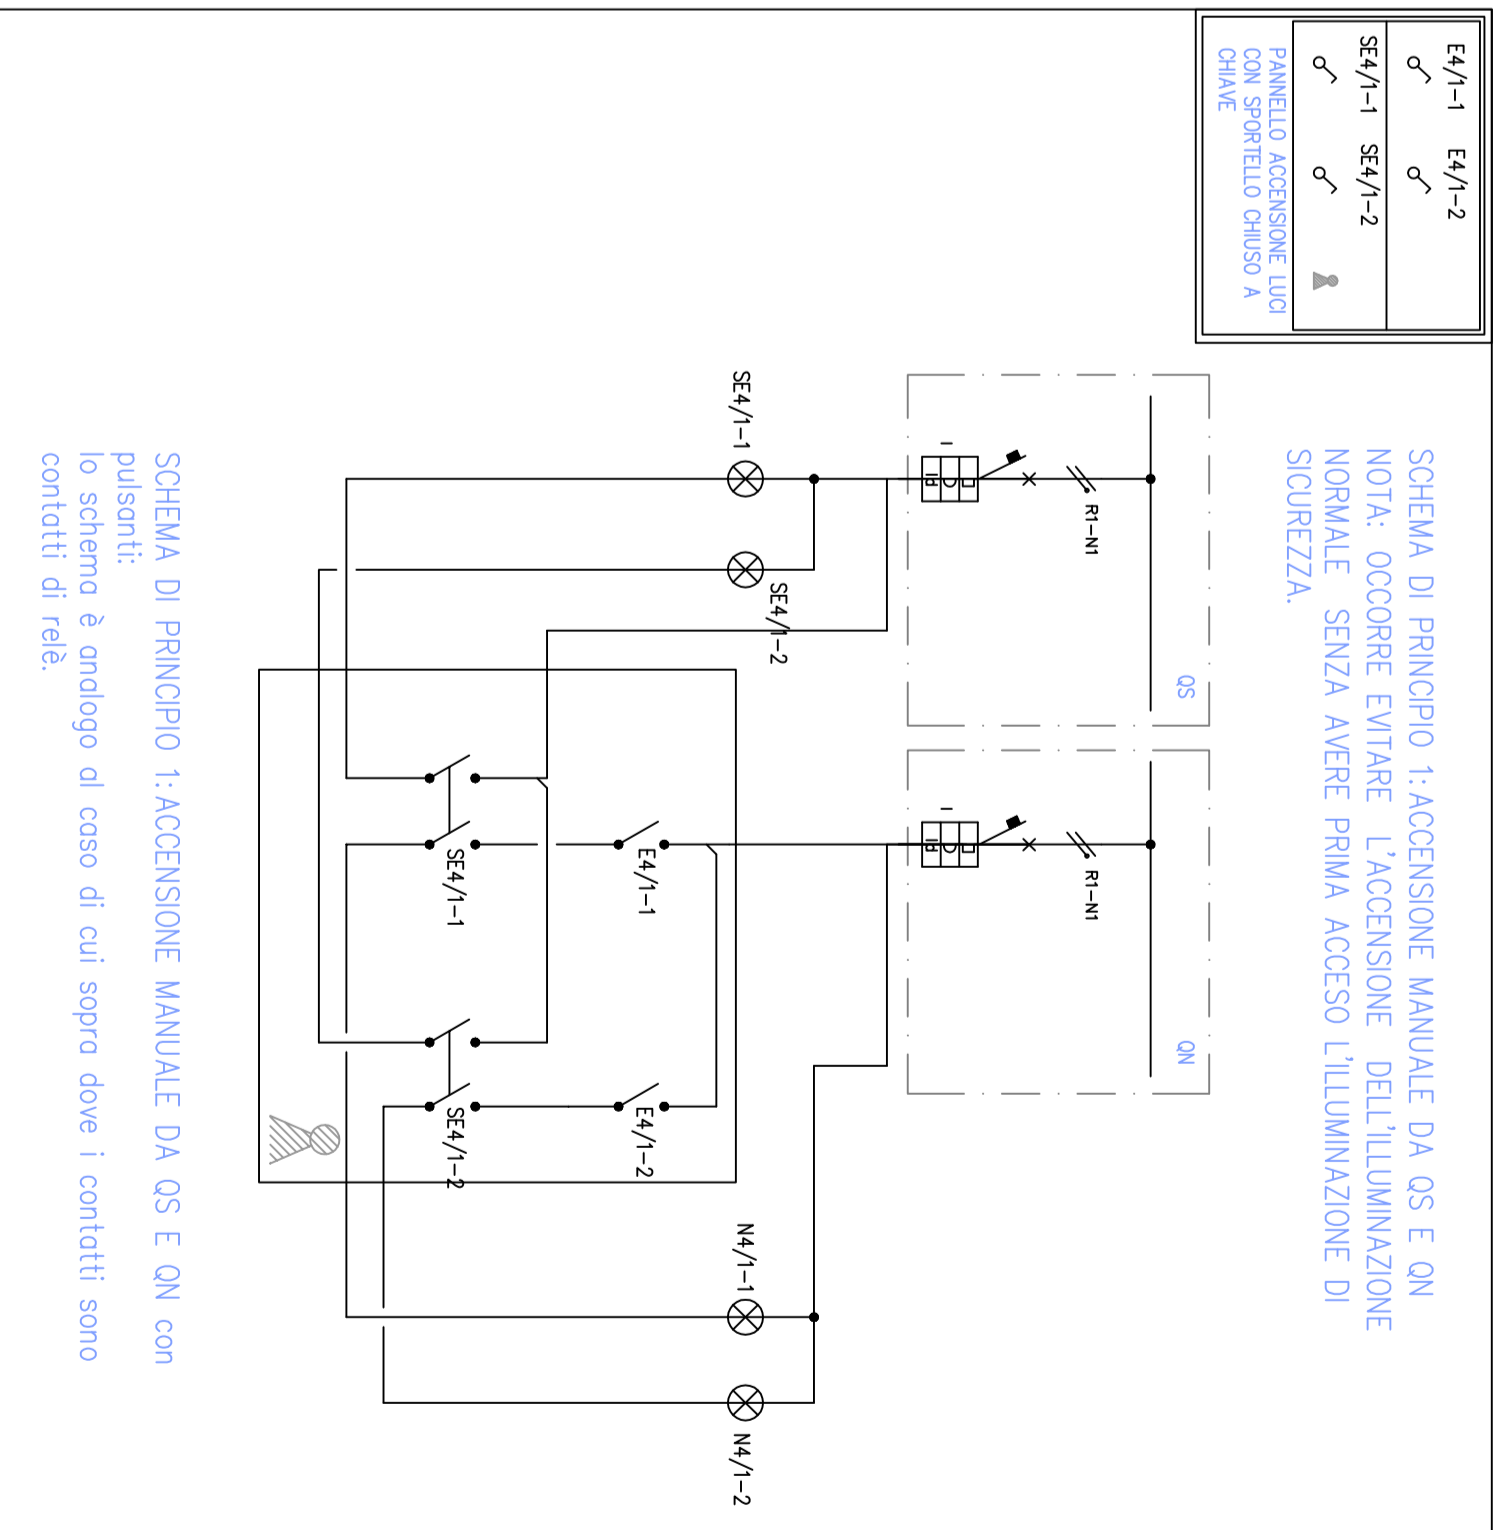 E4/1-1 E4/1-2
SE4/1-1 SE4/1-2
PANNELLO ACCENSIONE LUCI
CON SPORTELLO CHIUSO A
CHIAVE
SCHEMA DI PRINCIPIO 1:ACCENSIONE MANUALE DA QS E QN
NOTA: OCCORRE EVITARE L'ACCENSIONE DELL'ILLUMINAZIONE
NORMALE SENZA AVERE PRIMA ACCESO L'ILLUMINAZIONE DI
SICUREZZA.
QS
QN
R1-N1
R1-N1
I
Id
I
Id
SE4/1-1
SE4/1-2
E4/1-1
E4/1-2
SE4/1-1
SE4/1-2
N4/1-1
N4/1-2
SCHEMA DI PRINCIPIO 1:ACCENSIONE MANUALE DA QS E QN con
pulsanti:
lo schema è analogo al caso di cui sopra dove i contatti sono
contatti di relè.